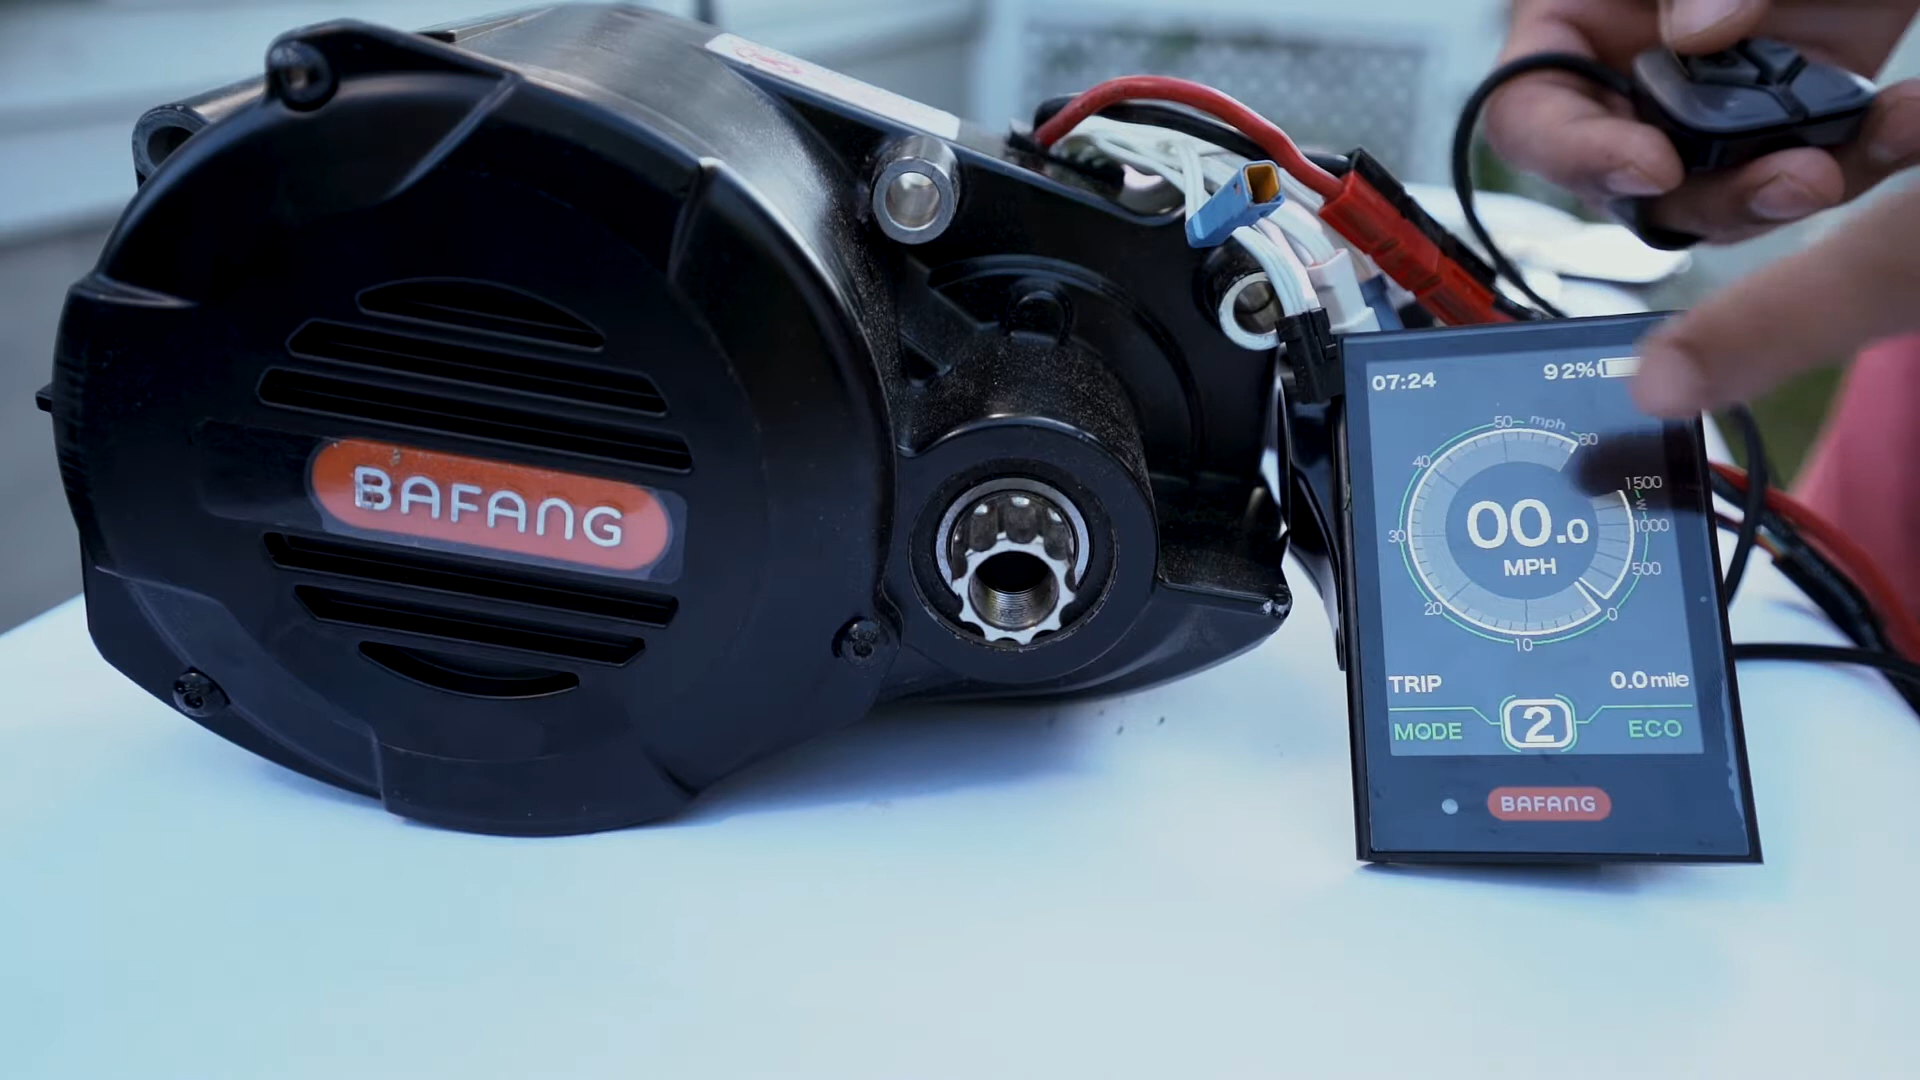 BAFANG
07:24 92%
50 mph 60
40
1500
W
1000
00.0
30
MPH
500
20
0
10
TRIP 0.0 mile
MODE 2 ECO
BAFANG